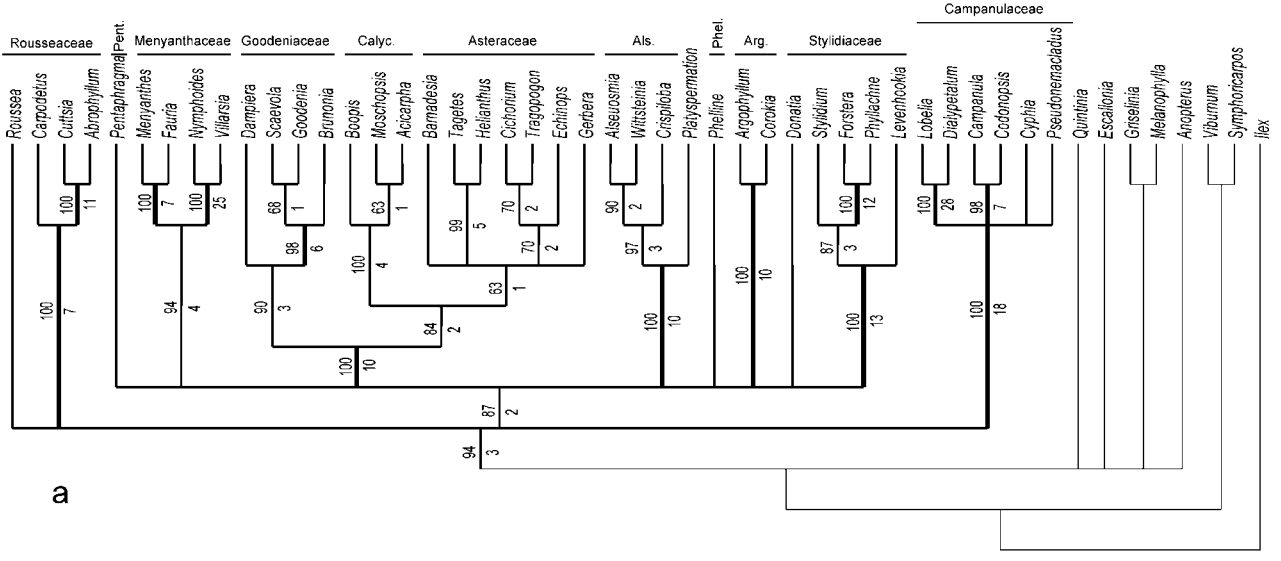 Campanulaceae
Rousseaceae Pent. Menyanthaceae Goodeniaceae Calyc. Asteraceae Als. Phel. Arg. Stylidiaceae
Roussea
Carpodetus
Cuttsia
Abrophyllum
Pentaphragma
Menyanthes
Fauria
Nymphoides
Villarsia
Dampiera
Scaevola
Goodenia
Brunonia
Boopis
Moschopsis
Acicarpha
Barnadesia
Tagetes
Helianthus
Cichorium
Tragopogon
Echinops
Gerbera
Alseuosmia
Wittsteinia
Crispiloba
Platyspermation
Phelline
Argophyllum
Corokia
Donatia
Stylidium
Forstera
Phyllachne
Levenhookia
Lobelia
Dialypetalum
Campanula
Codonopsis
Cyphia
Pseudonemacladus
Quintinia
Escallonia
Griselinia
Melanophylla
Anopterus
Viburnum
Symphoricarpos
Ilex
100 11 100 7 100 25 68 1 63 1 70 2 90 2 100 12 100 28 98 7
98 6 99 5 70 2 97 3 87 3
100 4
63 1
100 7 94 4 90 3 84 2 100 10 100 10 100 13 100 18
100 10
87 2
94 3
a